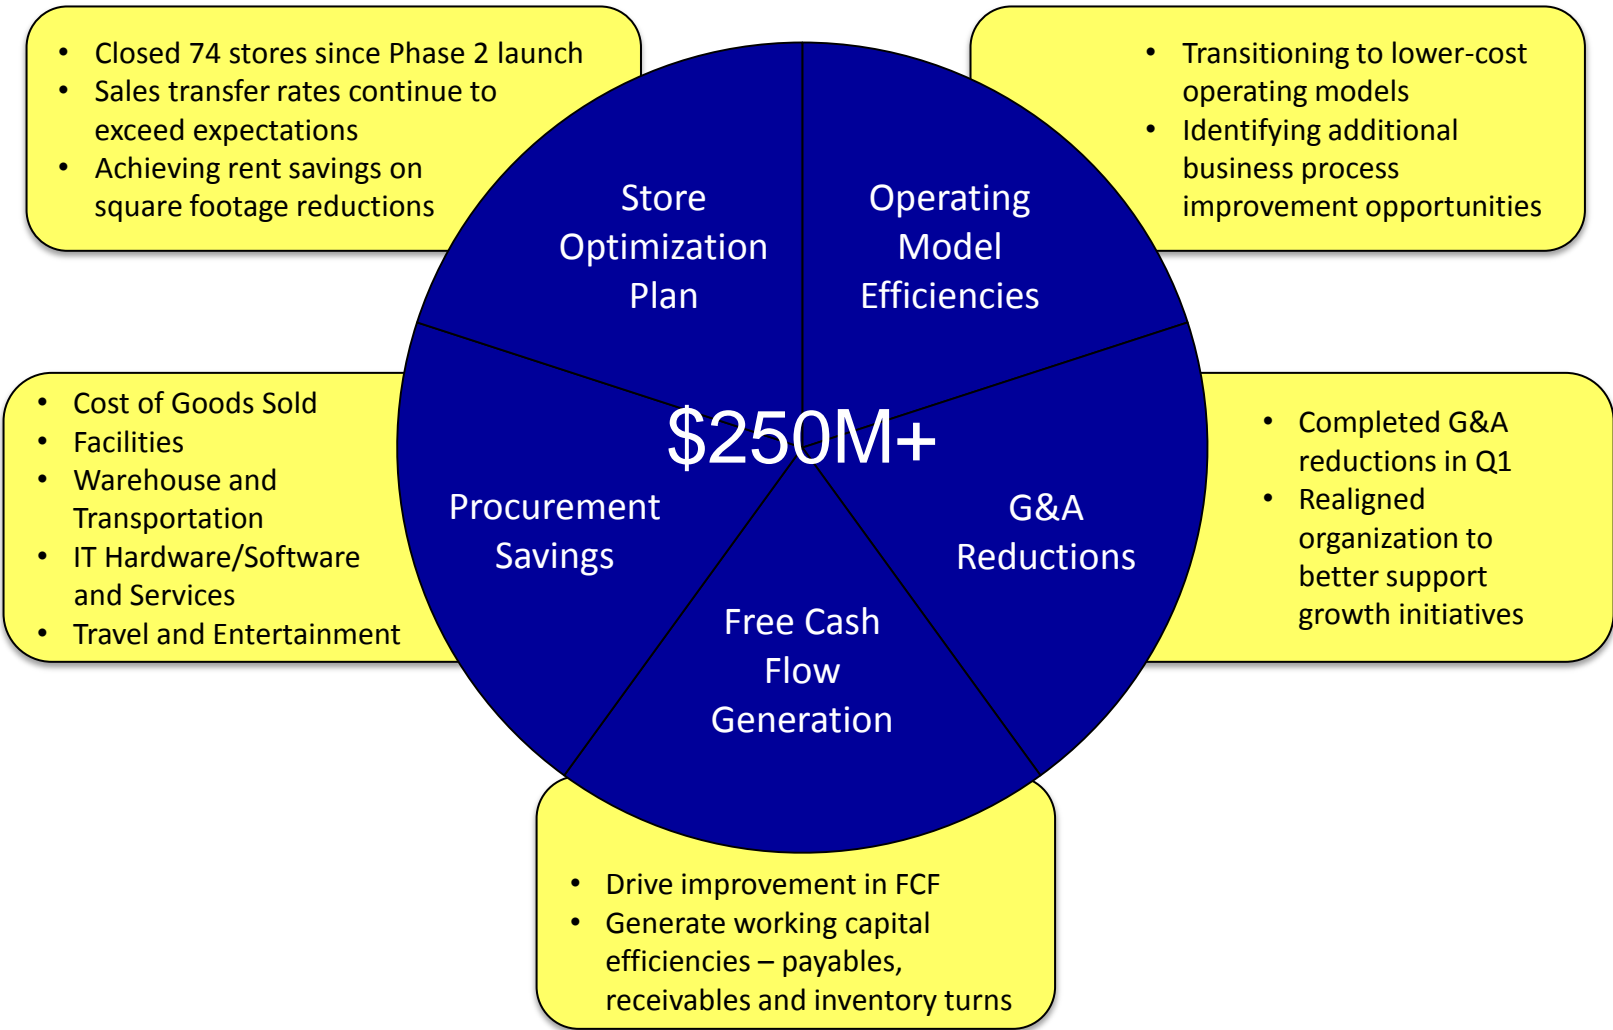 • Closed 74 stores since Phase 2 launch
• Sales transfer rates continue to
exceed expectations
• Achieving rent savings on
square footage reductions
• Transitioning to lower-cost
operating models
• Identifying additional
business process
improvement opportunities
Store
Optimization
Plan
Operating
Model
Efficiencies
• Cost of Goods Sold
• Facilities
• Warehouse and
Transportation
• IT Hardware/Software
and Services
• Travel and Entertainment
$250M+
Procurement
Savings
G&A
Reductions
• Completed G&A
reductions in Q1
• Realigned
organization to
better support
growth initiatives
Free Cash
Flow
Generation
• Drive improvement in FCF
• Generate working capital
efficiencies – payables,
receivables and inventory turns